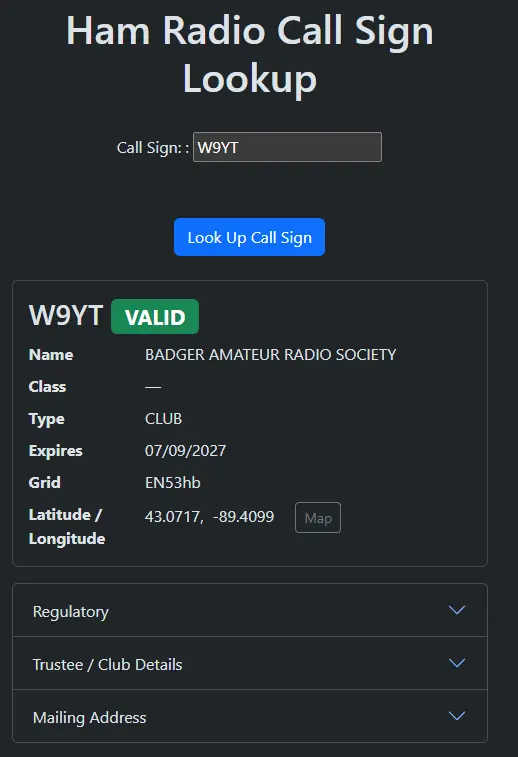 Ham Radio Call Sign
Lookup
Call Sign: : W9YT
Look Up Call Sign
W9YT VALID
Name BADGER AMATEUR RADIO SOCIETY
Class —
Type CLUB
Expires 07/09/2027
Grid EN53hb
Latitude / 43.0717, -89.4099 Map
Longitude
Regulatory
Trustee / Club Details
Mailing Address